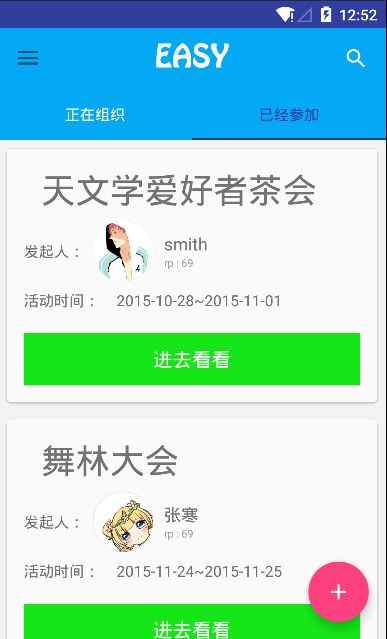 12:52
EASY
正在组织
已经参加
天文学爱好者茶会
发起人：
smith
rp : 69
活动时间： 2015-10-28~2015-11-01
进去看看
舞林大会
发起人：
张寒
rp : 69
活动时间： 2015-11-24~2015-11-25
进去看看